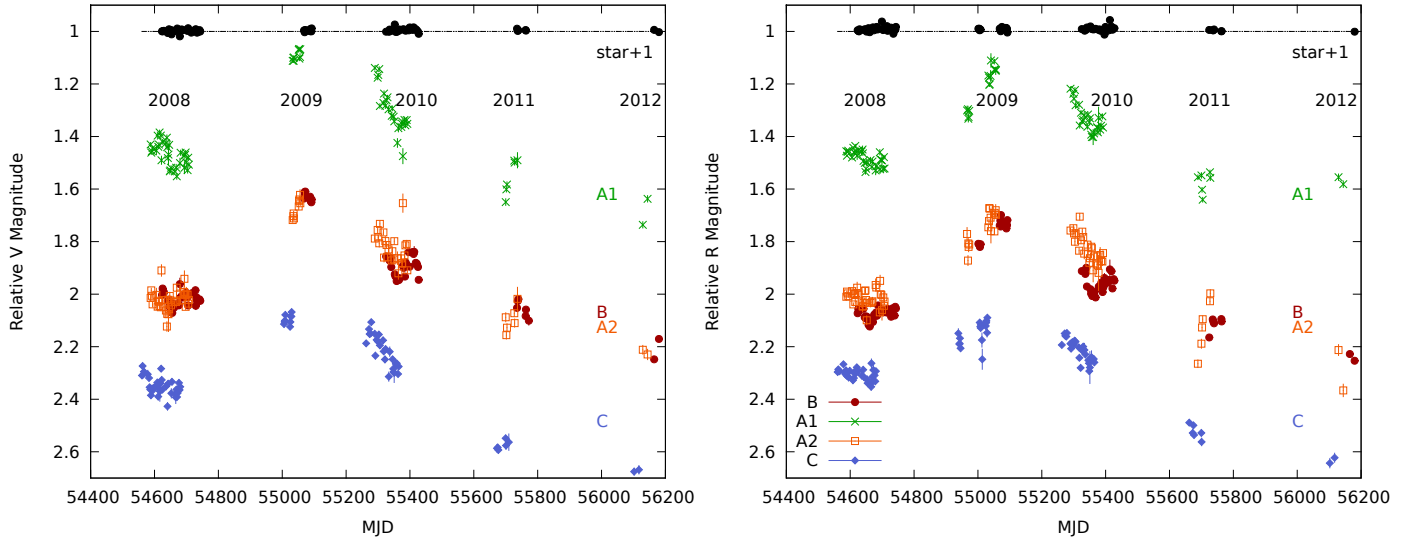 1
1.2
1.4
1.6
1.8
2
2.2
2.4
2.6
54400 54600 54800 55000 55200 55400 55600 55800 56000 56200
Relative V Magnitude
MJD
star+1
2008 2009 2010 2011 2012
A1
B
A2
C
1
1.2
1.4
1.6
1.8
2
2.2
2.4
2.6
54400 54600 54800 55000 55200 55400 55600 55800 56000 56200
Relative R Magnitude
MJD
star+1
2008 2009 2010 2011 2012
A1
B
A2
C
B
A1
A2
C